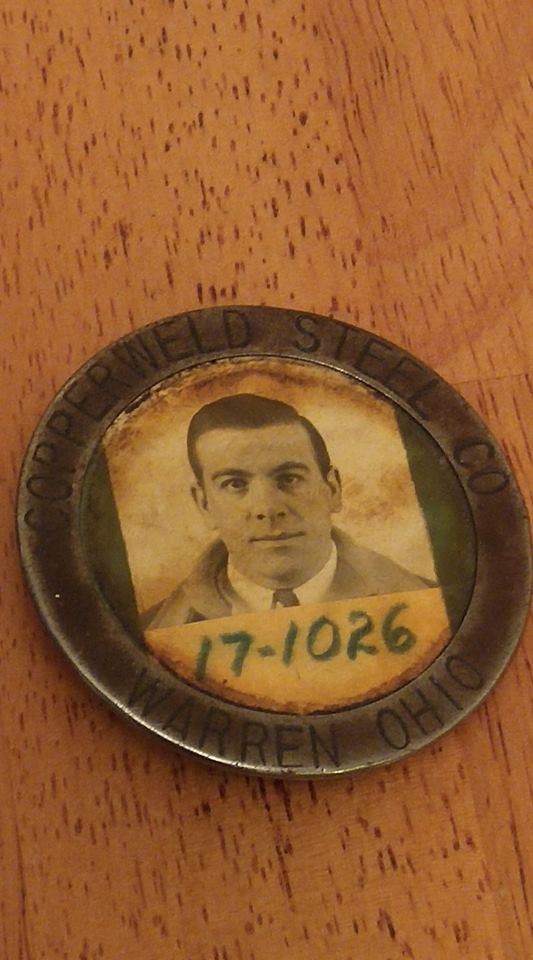 COPPERWELD STEEL CO
17-1026
WARREN OHIO